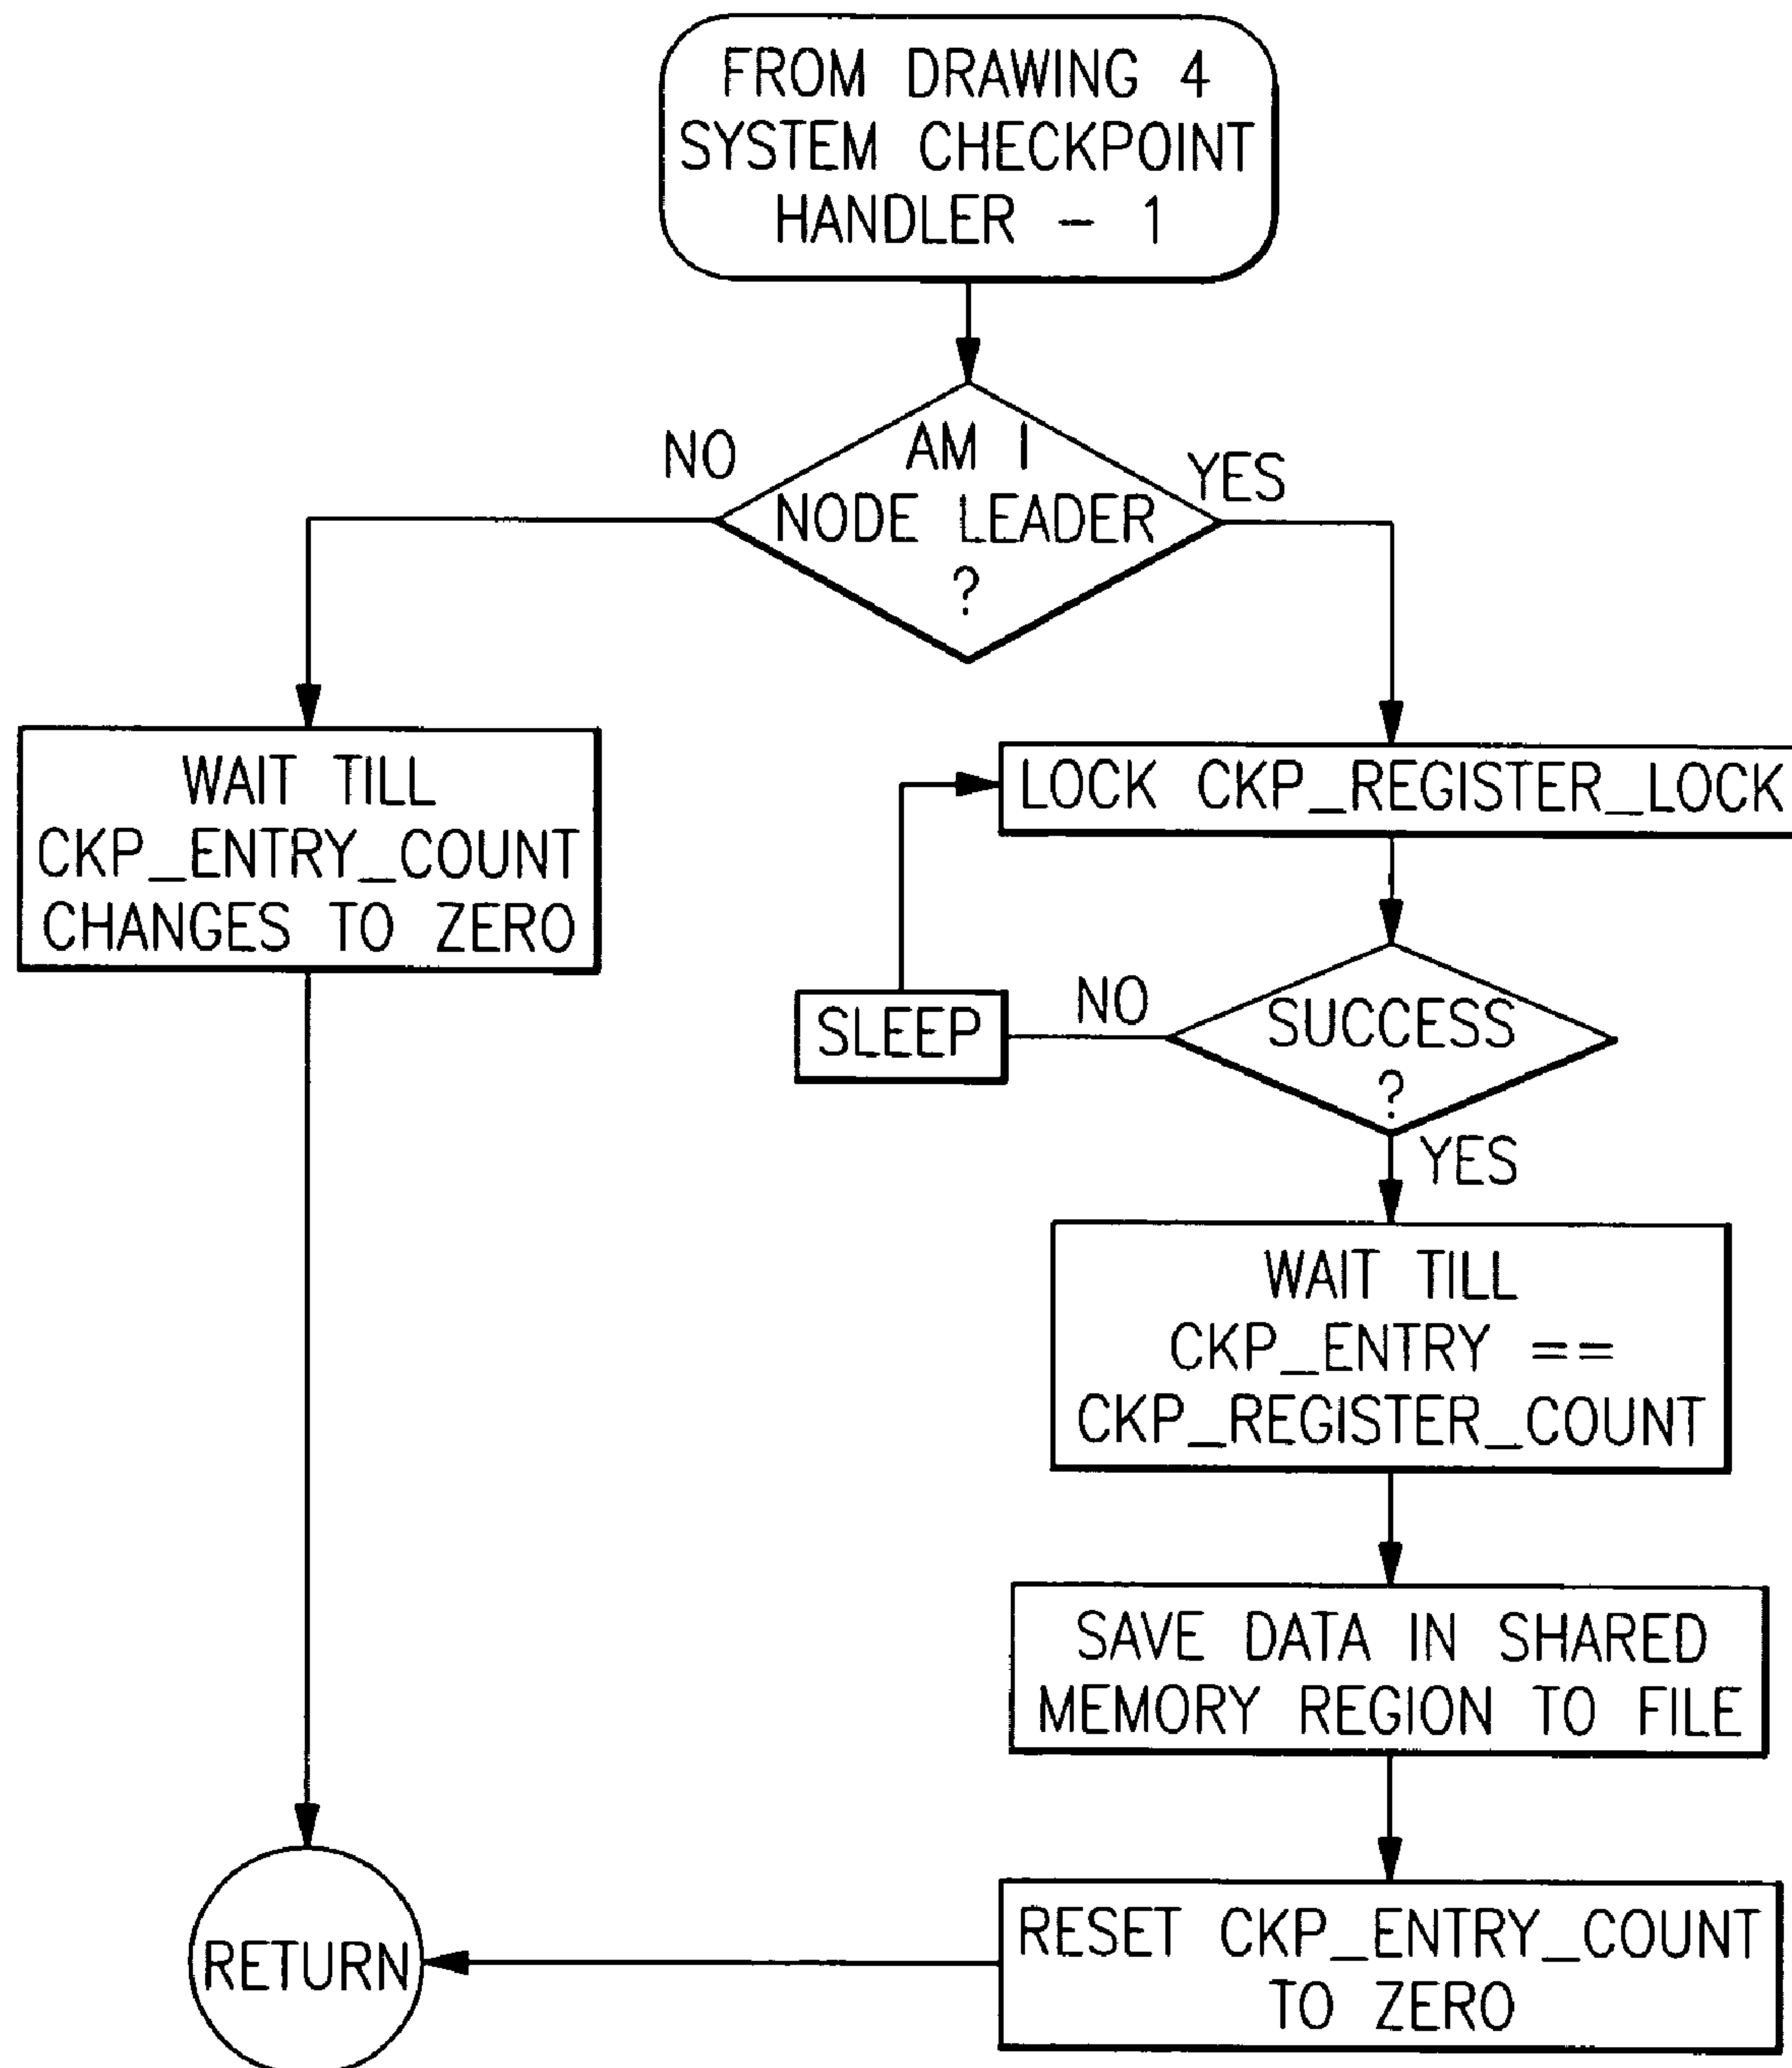 FROM DRAWING 4
SYSTEM CHECKPOINT
HANDLER - 1
AM I
NODE LEADER
?
NO
YES
WAIT TILL
CKP_ENTRY_COUNT
CHANGES TO ZERO
LOCK CKP_REGISTER_LOCK
SLEEP
NO
SUCCESS
?
YES
WAIT TILL
CKP_ENTRY ==
CKP_REGISTER_COUNT
SAVE DATA IN SHARED
MEMORY REGION TO FILE
RESET CKP_ENTRY_COUNT
TO ZERO
RETURN